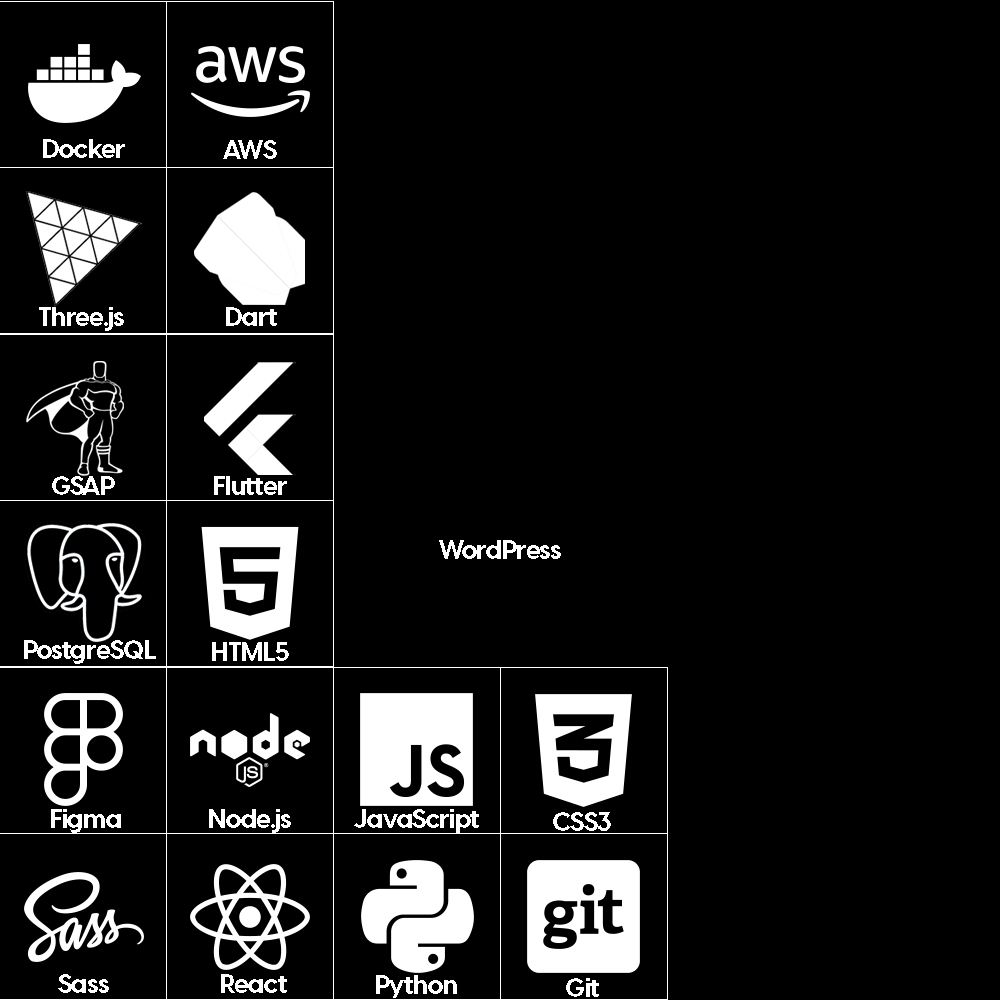 aws
Docker
AWS
Three.js
Dart
GSAP
Flutter
5
WordPress
PostgreSQL
HTML5
node
JS
JS
3
Figma
Node.js
JavaScript
CSS3
Sass
git
Sass
React
Python
Git